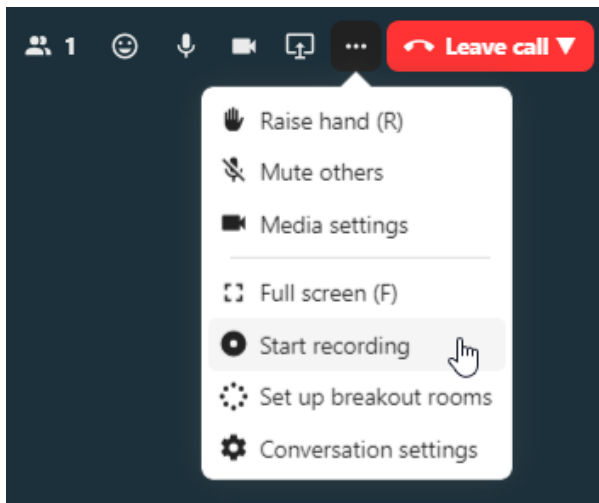 1
Leave call
Raise hand (R)
Mute others
Media settings
Full screen (F)
Start recording
Set up breakout rooms
Conversation settings